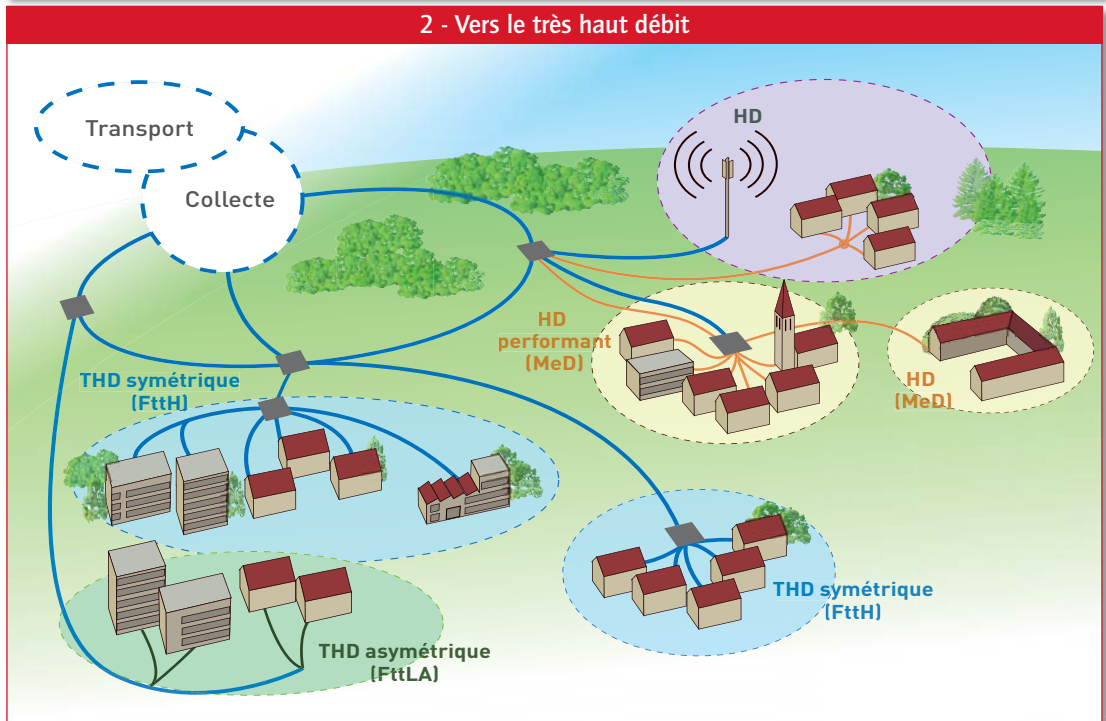 2 - Vers le très haut débit
Transport
Collecte
HD
HD
performant
(MeD)
HD
(MeD)
THD symétrique
(FttH)
THD symétrique
(FttH)
THD asymétrique
(FttLA)